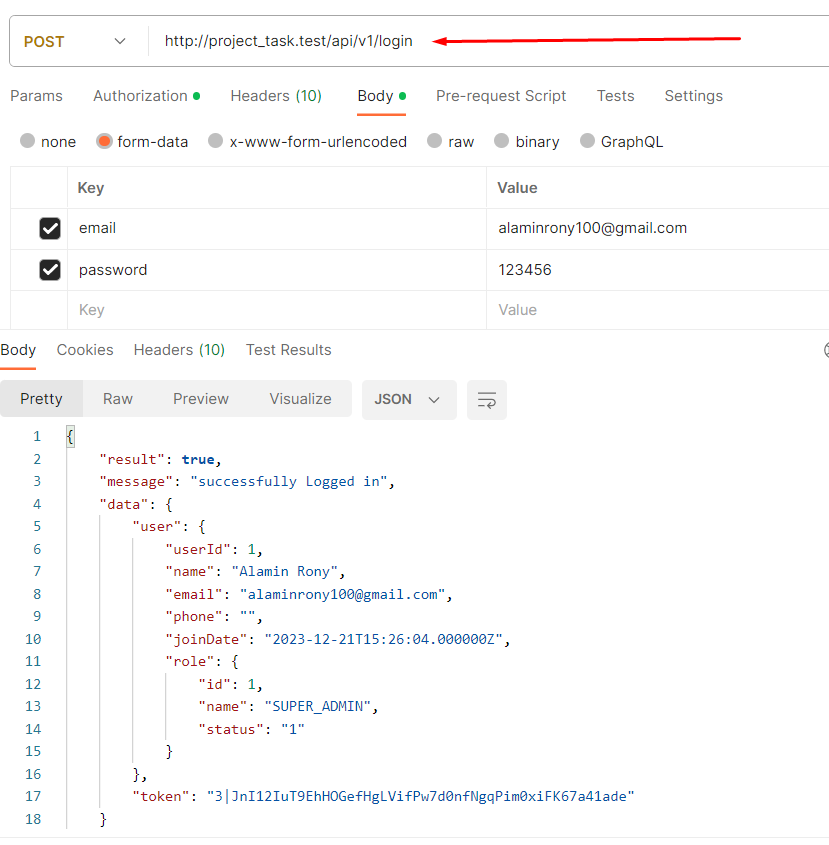 POST http://project_task.test/api/v1/login
Params Authorization Headers (10) Body Pre-request Script Tests Settings
none form-data x-www-form-urlencoded raw binary GraphQL
Key Value
email alaminrony100@gmail.com
password 123456
Key Value
Body Cookies Headers (10) Test Results
Pretty Raw Preview Visualize JSON
1 {
2 "result": true,
3 "message": "successfully Logged in",
4 "data": {
5 "user": {
6 "userId": 1,
7 "name": "Alamin Rony",
8 "email": "alaminrony100@gmail.com",
9 "phone": "",
10 "joinDate": "2023-12-21T15:26:04.000000Z",
11 "role": {
12 "id": 1,
13 "name": "SUPER_ADMIN",
14 "status": "1"
15 }
16 },
17 "token": "3|JnI12IuT9EhHOGefHgLVifPw7d0nfNgqPim0xiFK67a41ade"
18 }